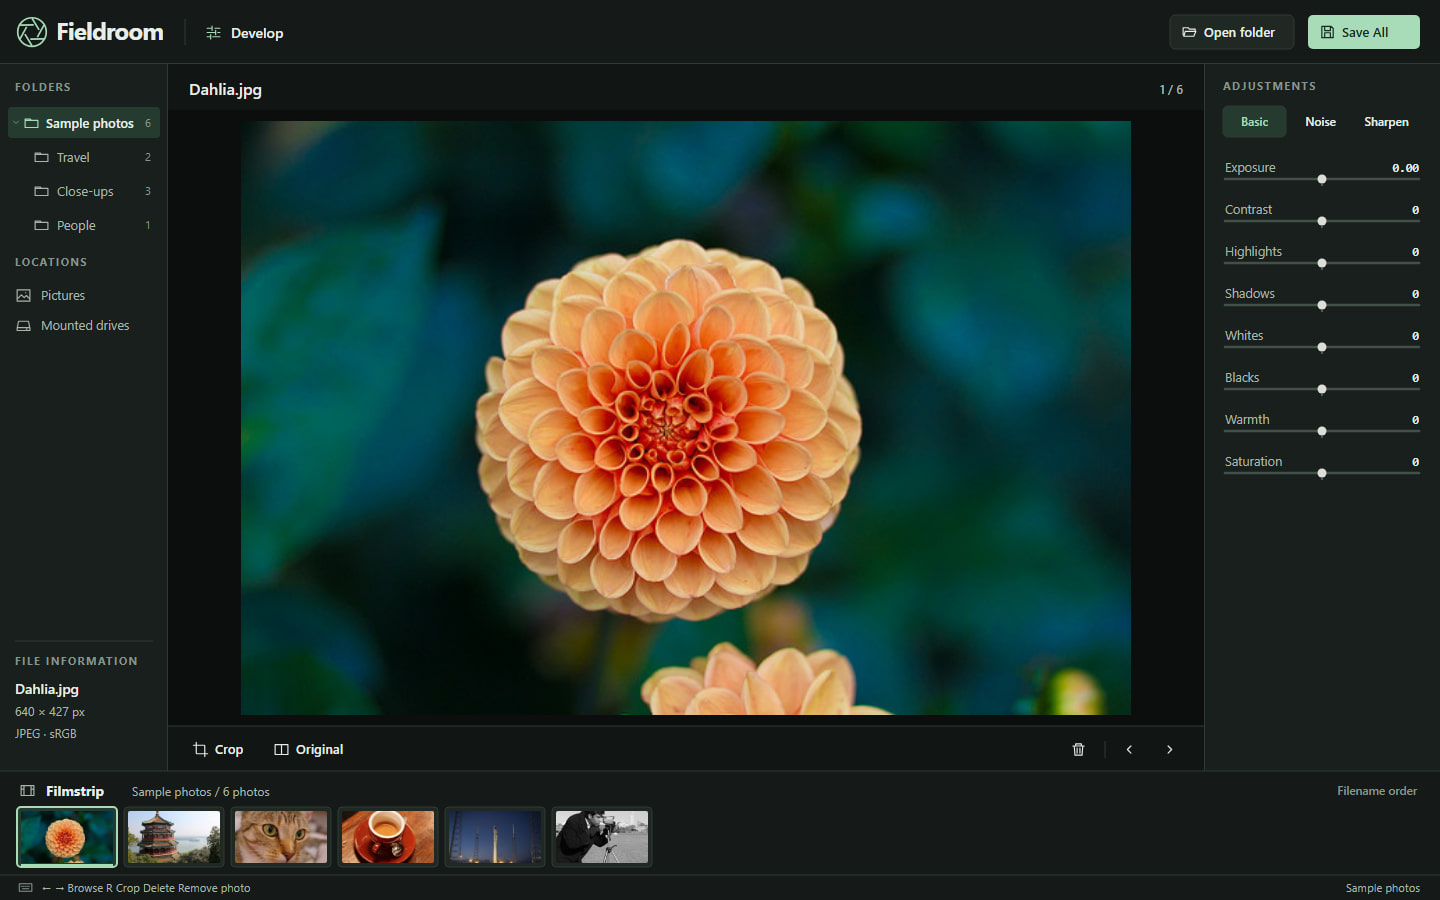 Fieldroom
Develop
Open folder
Save All
FOLDERS
Sample photos 6
Travel 2
Close-ups 3
People 1
LOCATIONS
Pictures
Mounted drives
FILE INFORMATION
Dahlia.jpg
640 × 427 px
JPEG · sRGB
Dahlia.jpg
1 / 6
Crop
Original
ADJUSTMENTS
Basic Noise Sharpen
Exposure 0.00
Contrast 0
Highlights 0
Shadows 0
Whites 0
Blacks 0
Warmth 0
Saturation 0
Filmstrip
Sample photos / 6 photos
Filename order
← → Browse R Crop Delete Remove photo
Sample photos